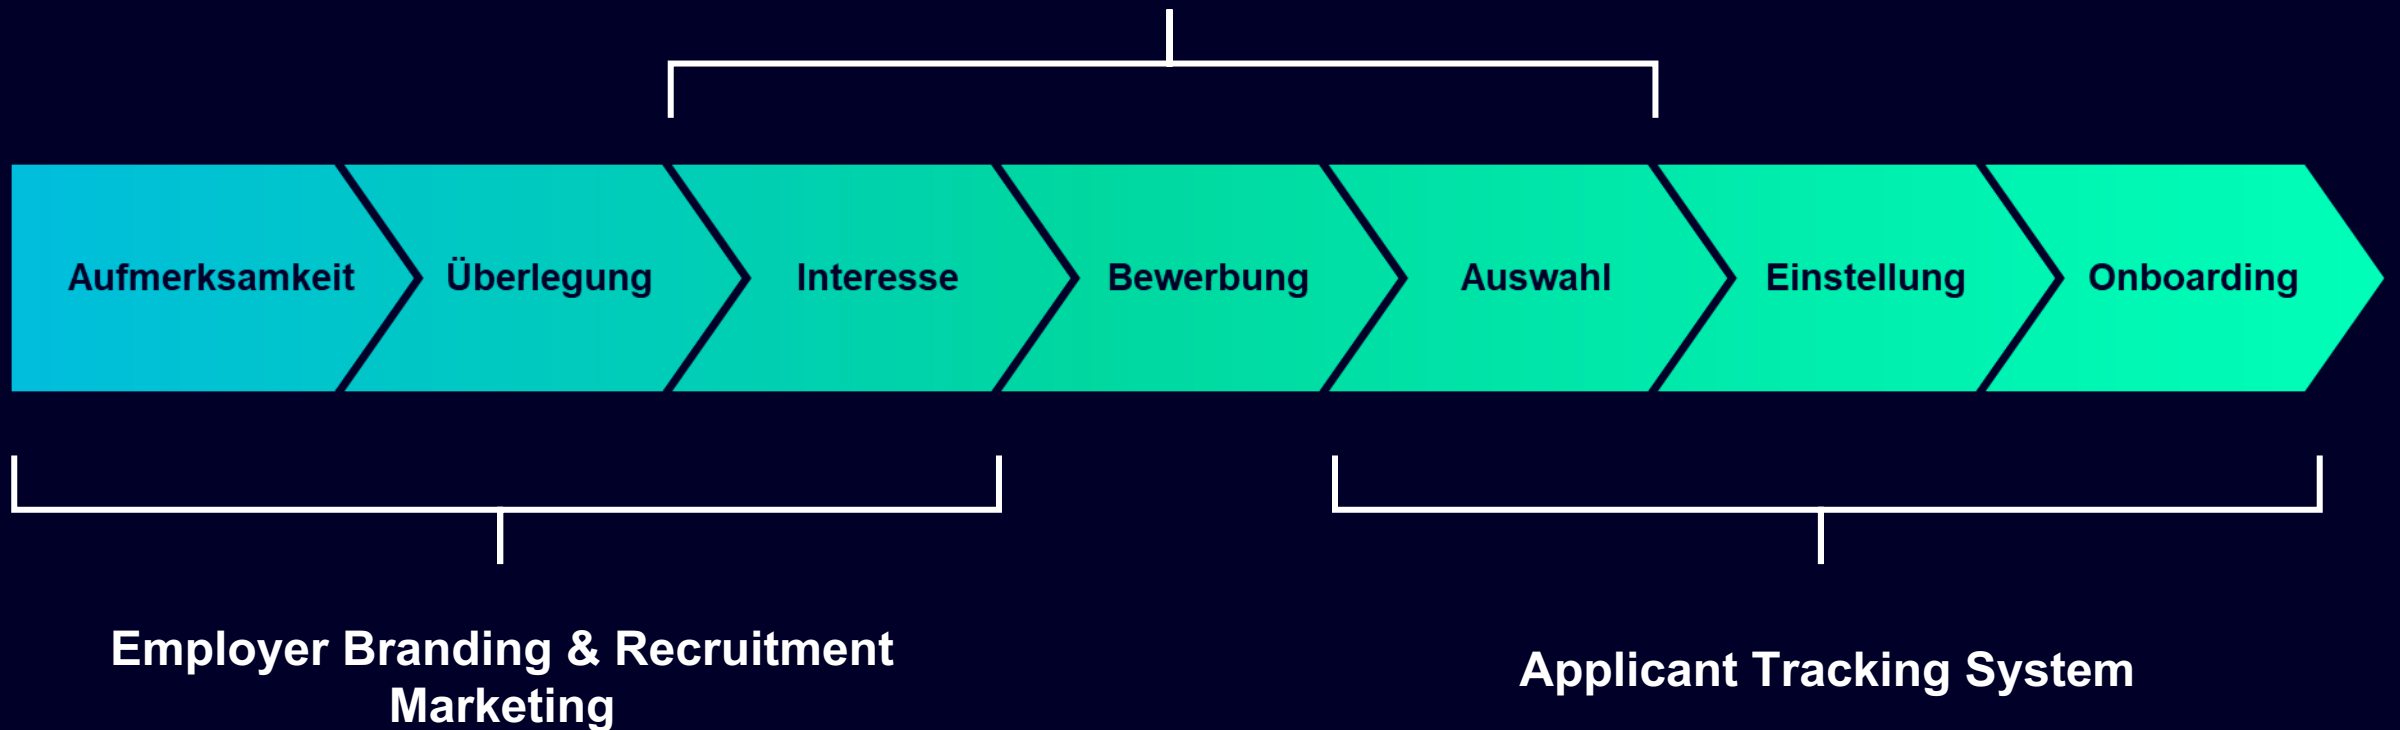 Aufmerksamkeit
Überlegung
Interesse
Bewerbung
Auswahl
Einstellung
Onboarding
Employer Branding & Recruitment
Marketing
Applicant Tracking System